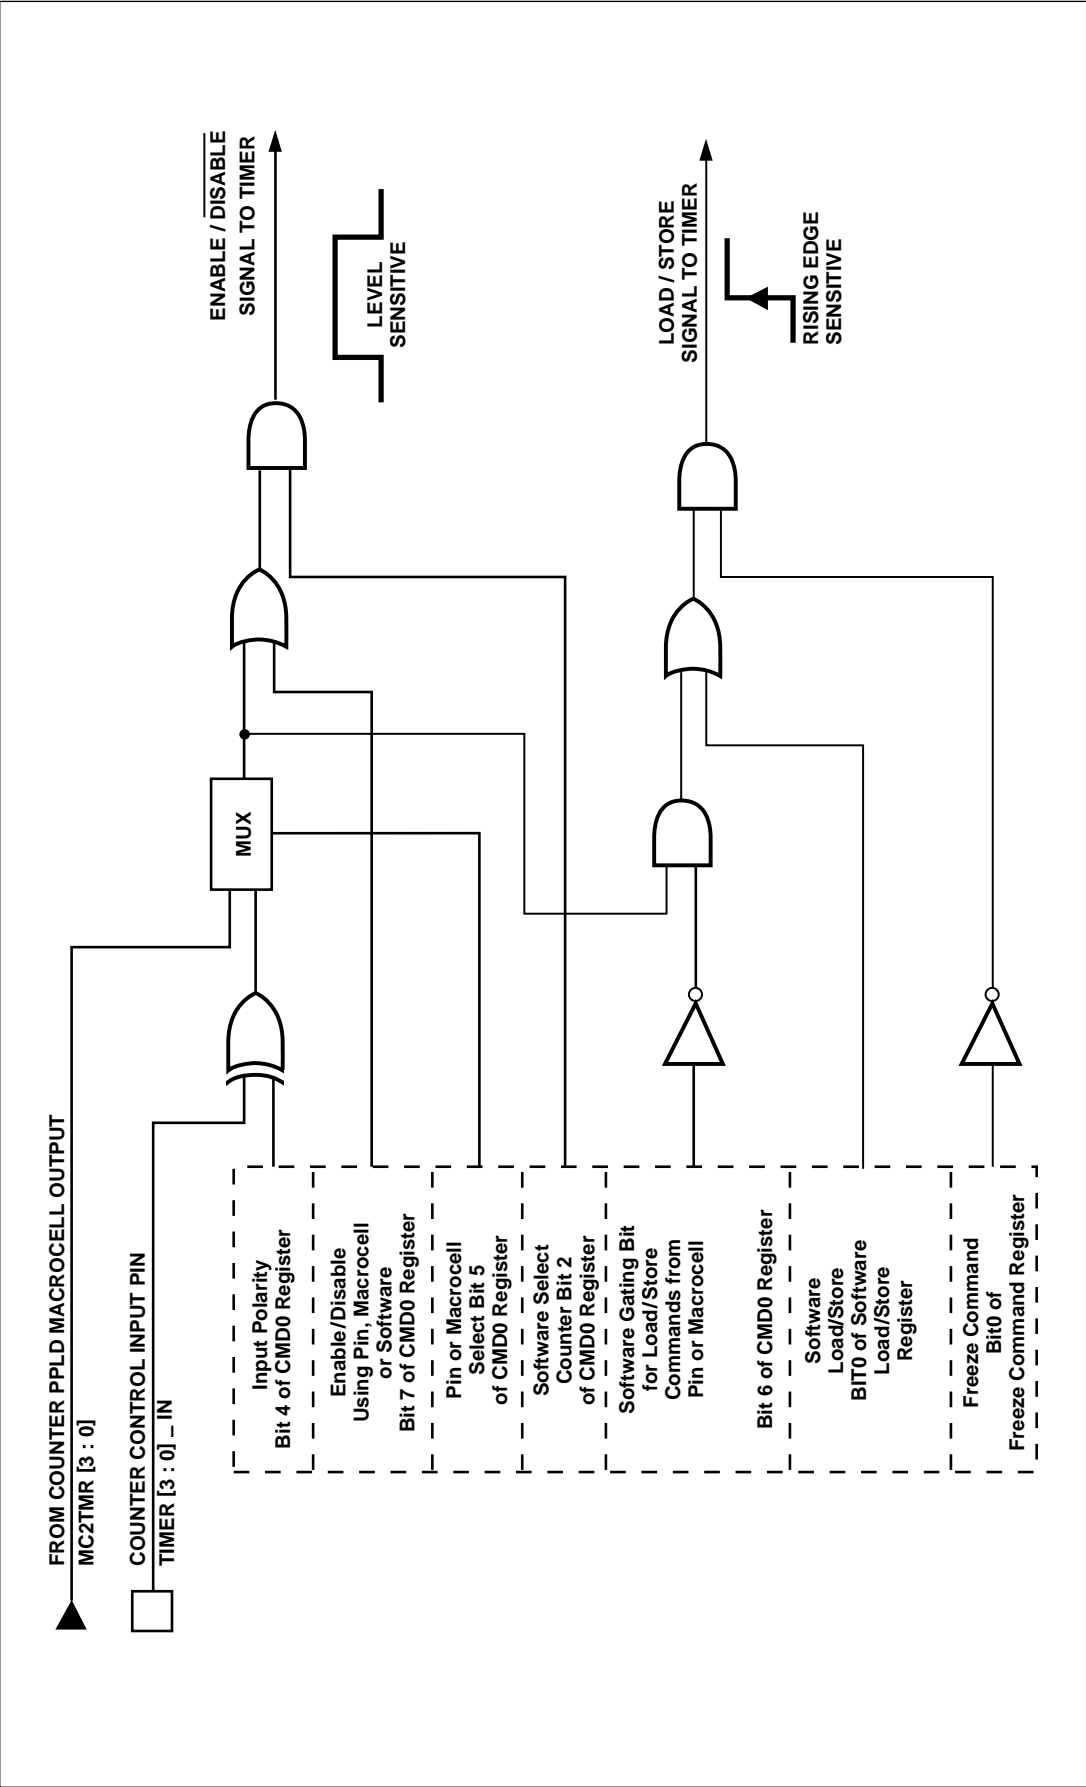 FROM COUNTER PPLD MACROCELL OUTPUT
MC2TMR [3 : 0]
COUNTER CONTROL INPUT PIN
TIMER [3 : 0] _ IN
Input Polarity
Bit 4 of CMD0 Register
Enable/Disable
Using Pin, Macrocell
or Software
Bit 7 of CMD0 Register
Pin or Macrocell
Select Bit 5
of CMD0 Register
Software Select
Counter Bit 2
of CMD0 Register
Software Gating Bit
for Load/Store
Commands from
Pin or Macrocell
Bit 6 of CMD0 Register
Software
Load/Store
BIT0 of Software
Load/Store
Register
Freeze Command
Bit0 of
Freeze Command Register
MUX
ENABLE / DISABLE
SIGNAL TO TIMER
LEVEL
SENSITIVE
LOAD / STORE
SIGNAL TO TIMER
RISING EDGE
SENSITIVE